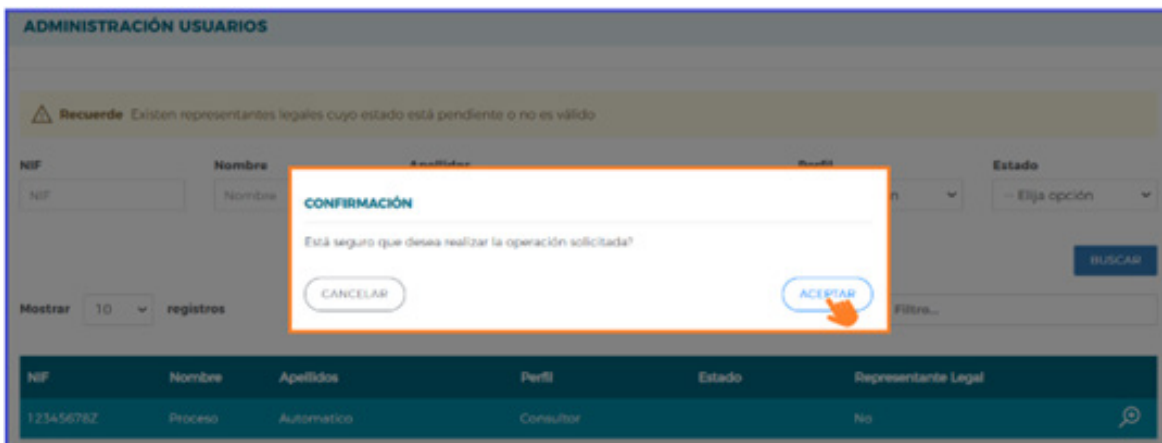 ADMINISTRACIÓN USUARIOS
Recuerde Existen representantes legales cuyo estado está pendiente o no es válido
NIF Nombre Apellidos Perfil Estado
NIF Nombre -- Elija opción
CONFIRMACIÓN
Está seguro que desea realizar la operación solicitada?
CANCELAR ACEPTAR
BUSCAR
Mostrar 10 registros Filtro...
NIF Nombre Apellidos Perfil Estado Representante Legal
12345678Z Proceso Automatico Consultor No